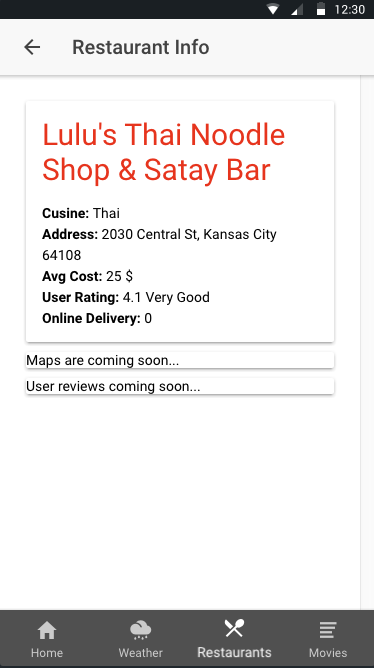 12:30
Restaurant Info
Lulu's Thai Noodle
Shop & Satay Bar
Cusine: Thai
Address: 2030 Central St, Kansas City
64108
Avg Cost: 25 $
User Rating: 4.1 Very Good
Online Delivery: 0
Maps are coming soon...
User reviews coming soon...
Home Weather Restaurants Movies